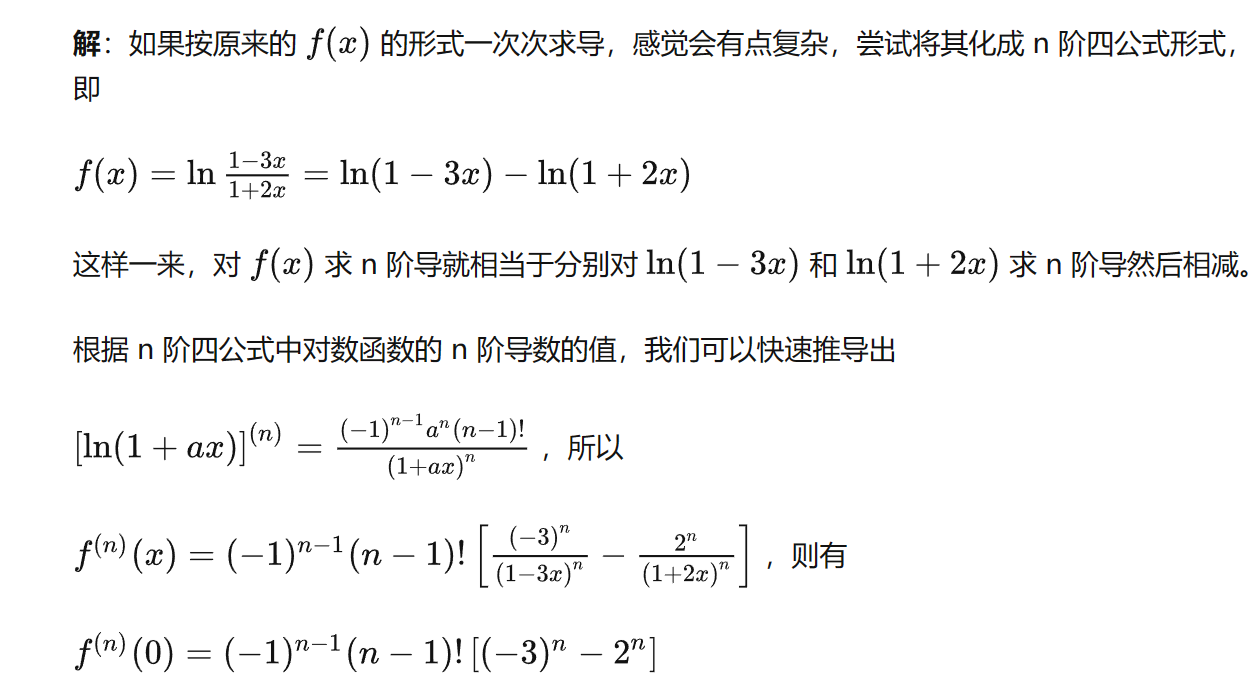 解：如果按原来的 f(x) 的形式一次次求导，感觉会有点复杂，尝试将其化成 n 阶四公式形式，
即
f(x) = ln \frac{1-3x}{1+2x} = ln(1 − 3x) − ln(1 + 2x)
这样一来，对 f(x) 求 n 阶导就相当于分别对 ln(1 − 3x) 和 ln(1 + 2x) 求 n 阶导然后相减。
根据 n 阶四公式中对数函数的 n 阶导数的值，我们可以快速推导出
[ln(1 + ax)]^{(n)} = \frac{(-1)^{n-1}a^n(n-1)!}{(1+ax)^n} ，所以
f^{(n)}(x) = (−1)^{n−1}(n − 1)! [\frac{(-3)^n}{(1-3x)^n} − \frac{2^n}{(1+2x)^n}] ，则有
f^{(n)}(0) = (−1)^{n−1}(n − 1)! [(−3)^n − 2^n]